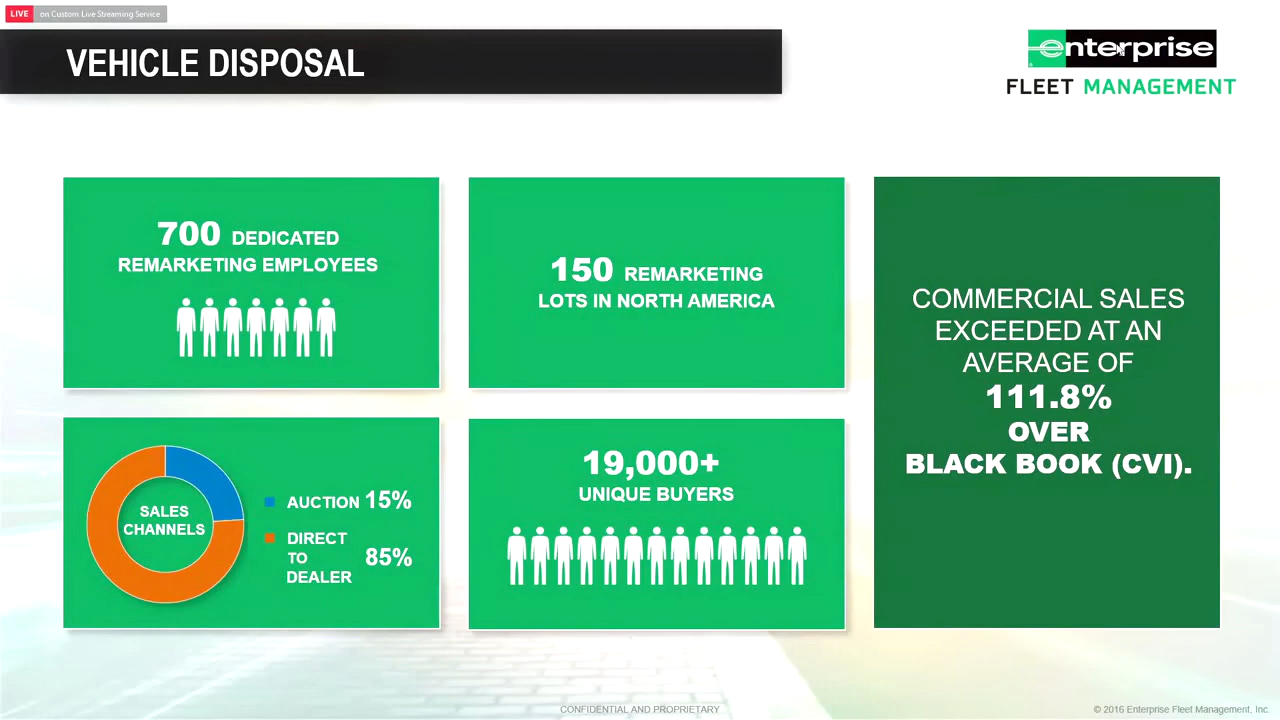 LIVE on Custom Live Streaming Service
VEHICLE DISPOSAL
enterprise
FLEET MANAGEMENT
700 DEDICATED
REMARKETING EMPLOYEES
150 REMARKETING
LOTS IN NORTH AMERICA
COMMERCIAL SALES
EXCEEDED AT AN
AVERAGE OF
111.8%
OVER
BLACK BOOK (CVI).
SALES
CHANNELS
AUCTION 15%
DIRECT
TO
DEALER
85%
19,000+
UNIQUE BUYERS
CONFIDENTIAL AND PROPRIETARY
© 2016 Enterprise Fleet Management, Inc.